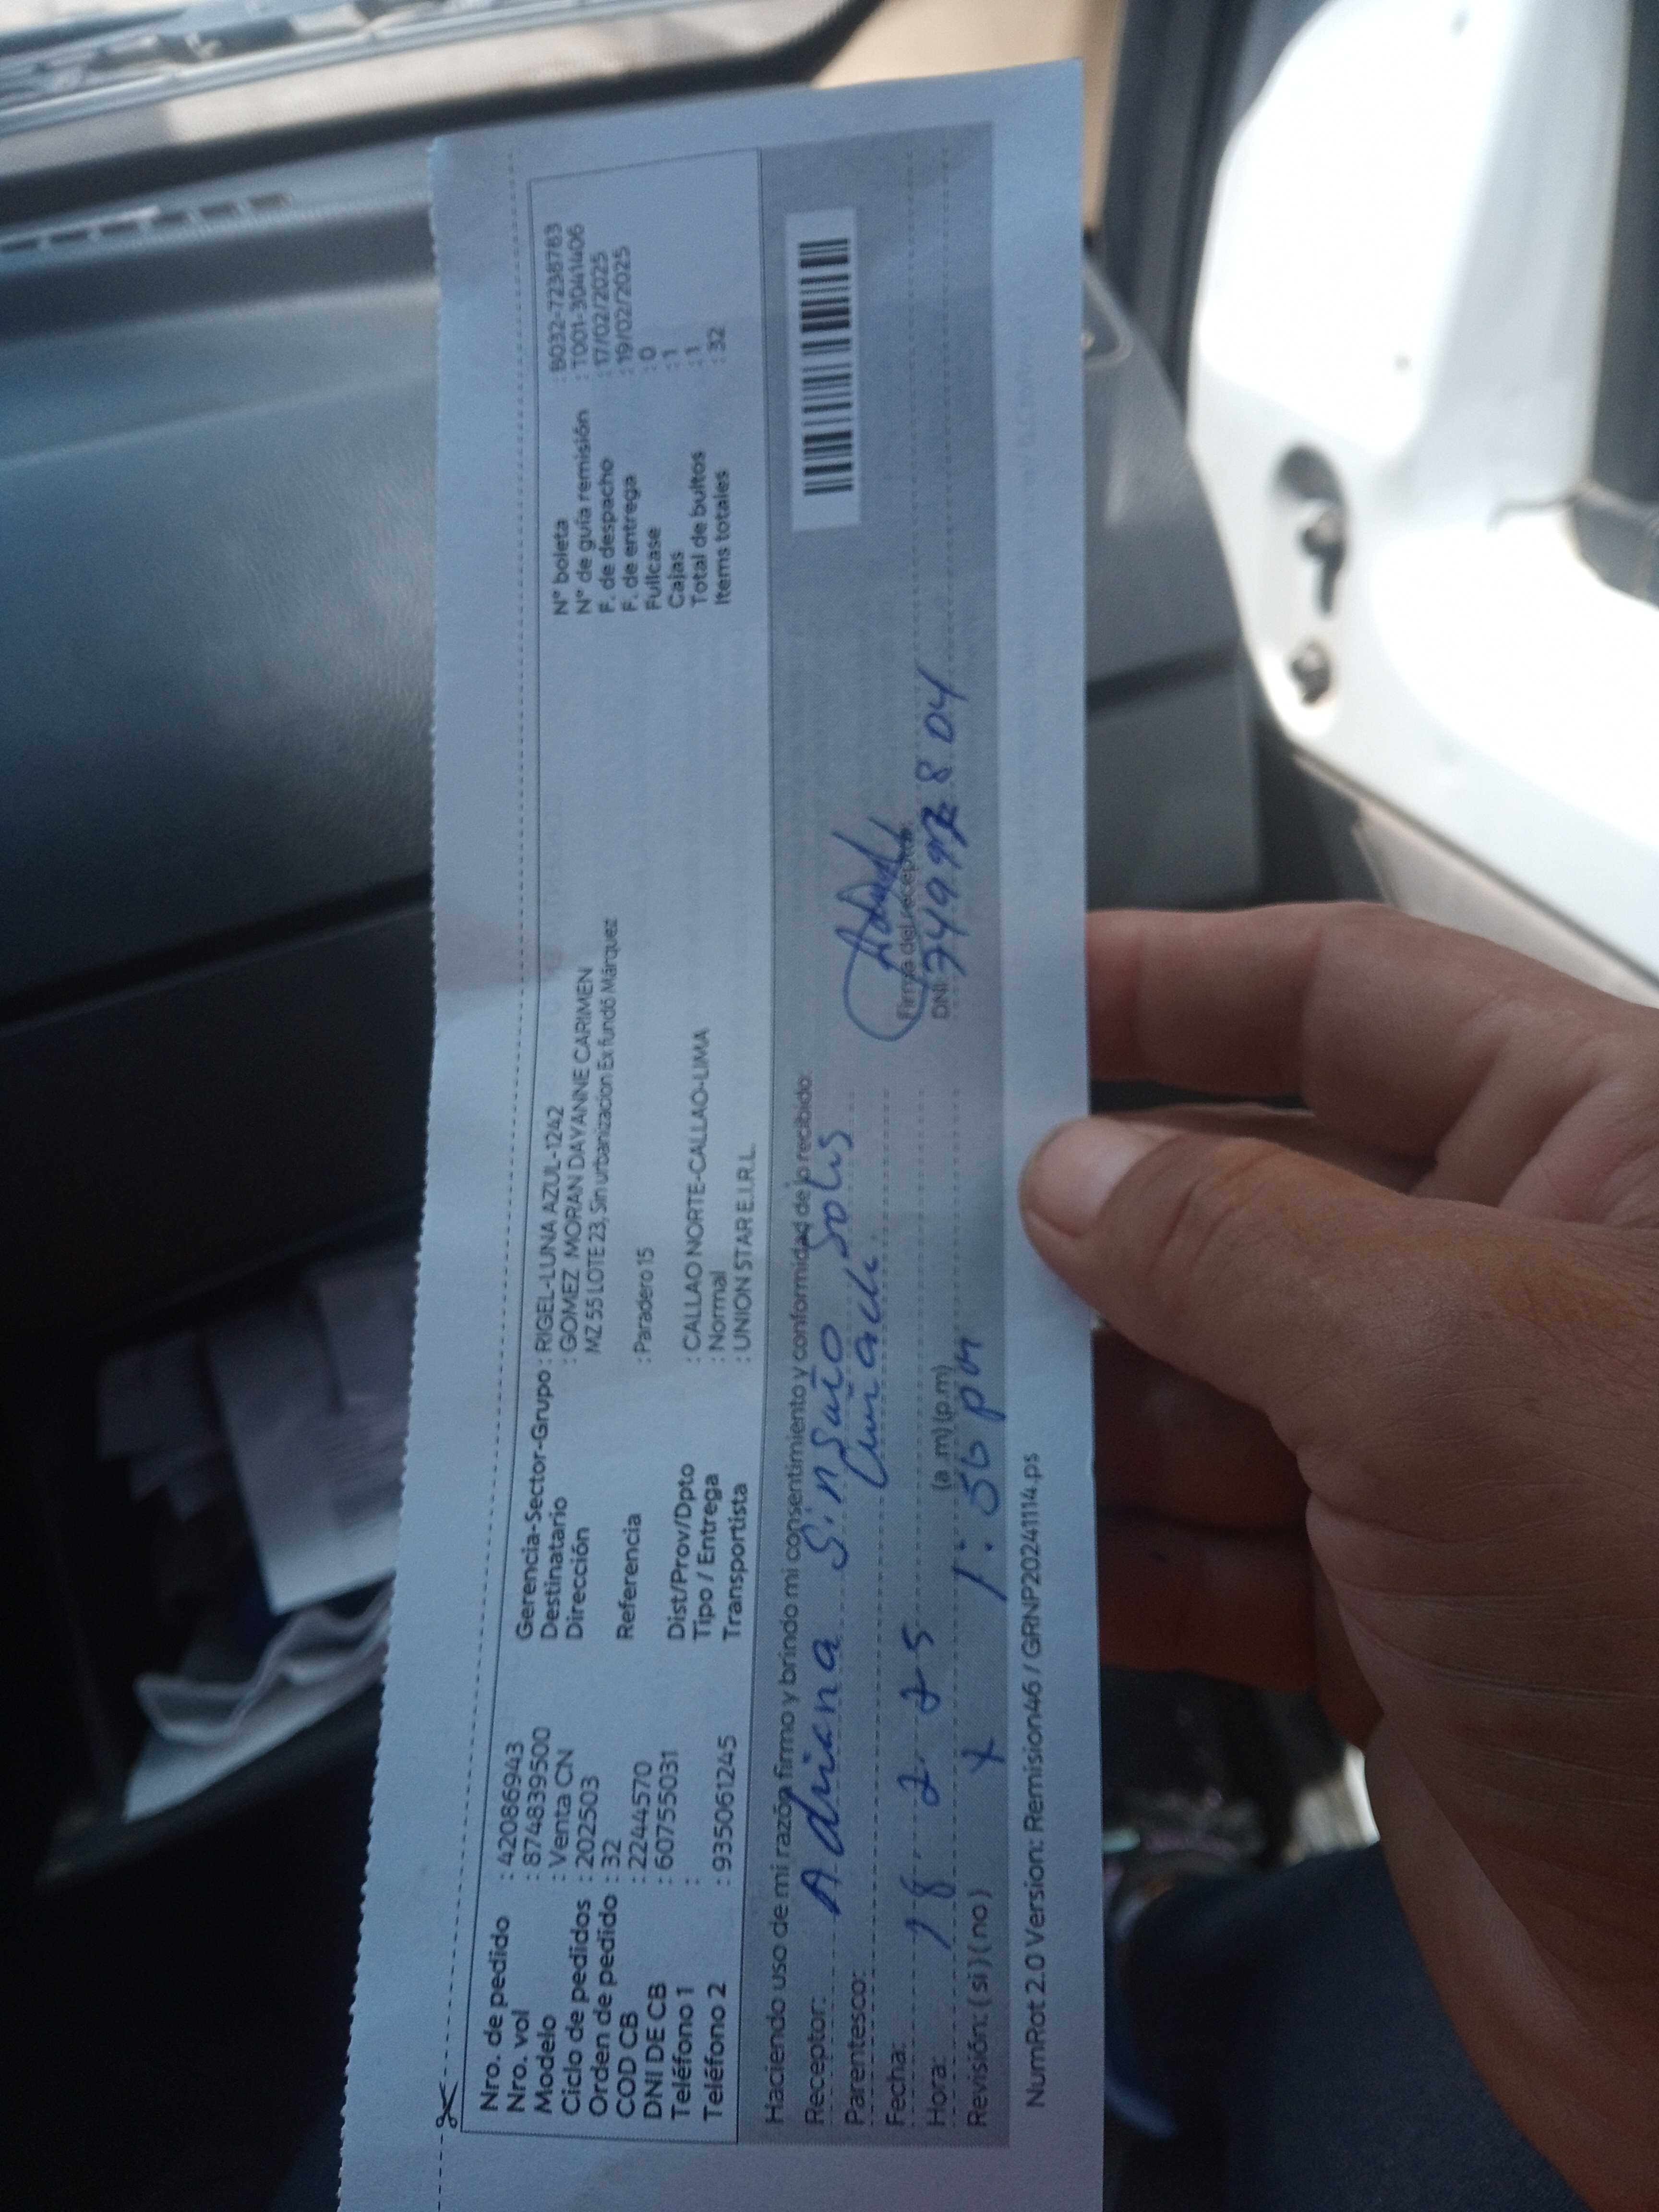 Nro. de pedido : 42086943
Nro. vol : 8748395​00
Modelo : Venta CN
Ciclo de pedidos : 202503
Orden de pedido : 32
COD CB : 22444570
DNI DE CB : 60755031
Teléfono 1 :
Teléfono 2 : 935061245
Gerencia-Sector-Grupo : RIGEL-LUNA AZUL-1242
Destinatario : GOMEZ MORAN DAYANNE CARIMEN
Dirección MZ 55 LOTE 23, Sin urbanizacion Ex fundo Márquez
Referencia : Paradero 15
Dist/Prov/Dpto : CALLAO NORTE-CALLAO-LIMA
Tipo / Entrega : Normal
Transportista : UNION STAR E.I.R.L.
N° boleta : B032-7238783
N° de guía remisión : T001-3041406
F. de despacho : 17/02/2025
F. de entrega : 19/02/2025
Fullcase : 0
Cajas : 1
Total de bultos : 1
Items totales : 32
Haciendo uso de mi razón firmo y brindo mi consentimiento y conformidad de lo recibido:
Receptor: Adriana Solis
Parentesco:
Fecha: 18 2 25
Hora: (a.m) (p.m) 1:56 pm
Revisión: ( si ) ( no ) x
Firma del receptor
DNI:
NumRot 2.0 Version: Remision46 / GRNP20241114.ps